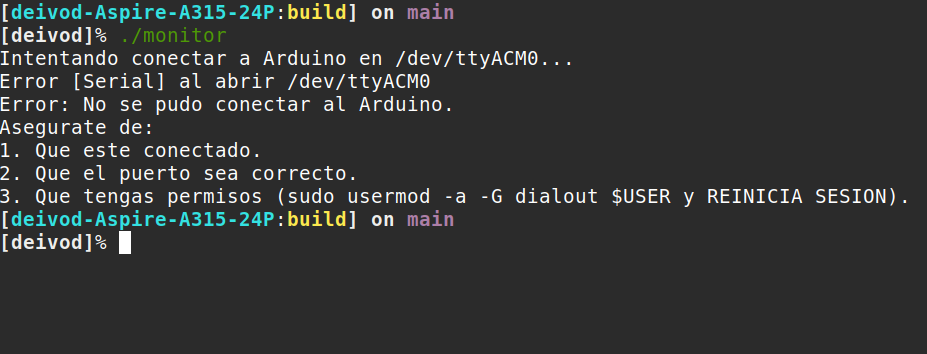 [deivod-Aspire-A315-24P:build] on main
[deivod]% ./monitor
Intentando conectar a Arduino en /dev/ttyACM0...
Error [Serial] al abrir /dev/ttyACM0
Error: No se pudo conectar al Arduino.
Asegurate de:
1. Que este conectado.
2. Que el puerto sea correcto.
3. Que tengas permisos (sudo usermod -a -G dialout $USER y REINICIA SESION).
[deivod-Aspire-A315-24P:build] on main
[deivod]%